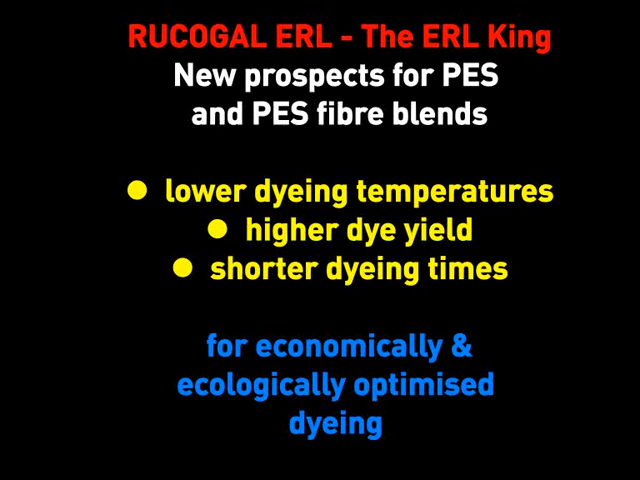 RUCOGAL ERL - The ERL King
New prospects for PES
and PES fibre blends
● lower dyeing temperatures
● higher dye yield
● shorter dyeing times
for economically &
ecologically optimised
dyeing